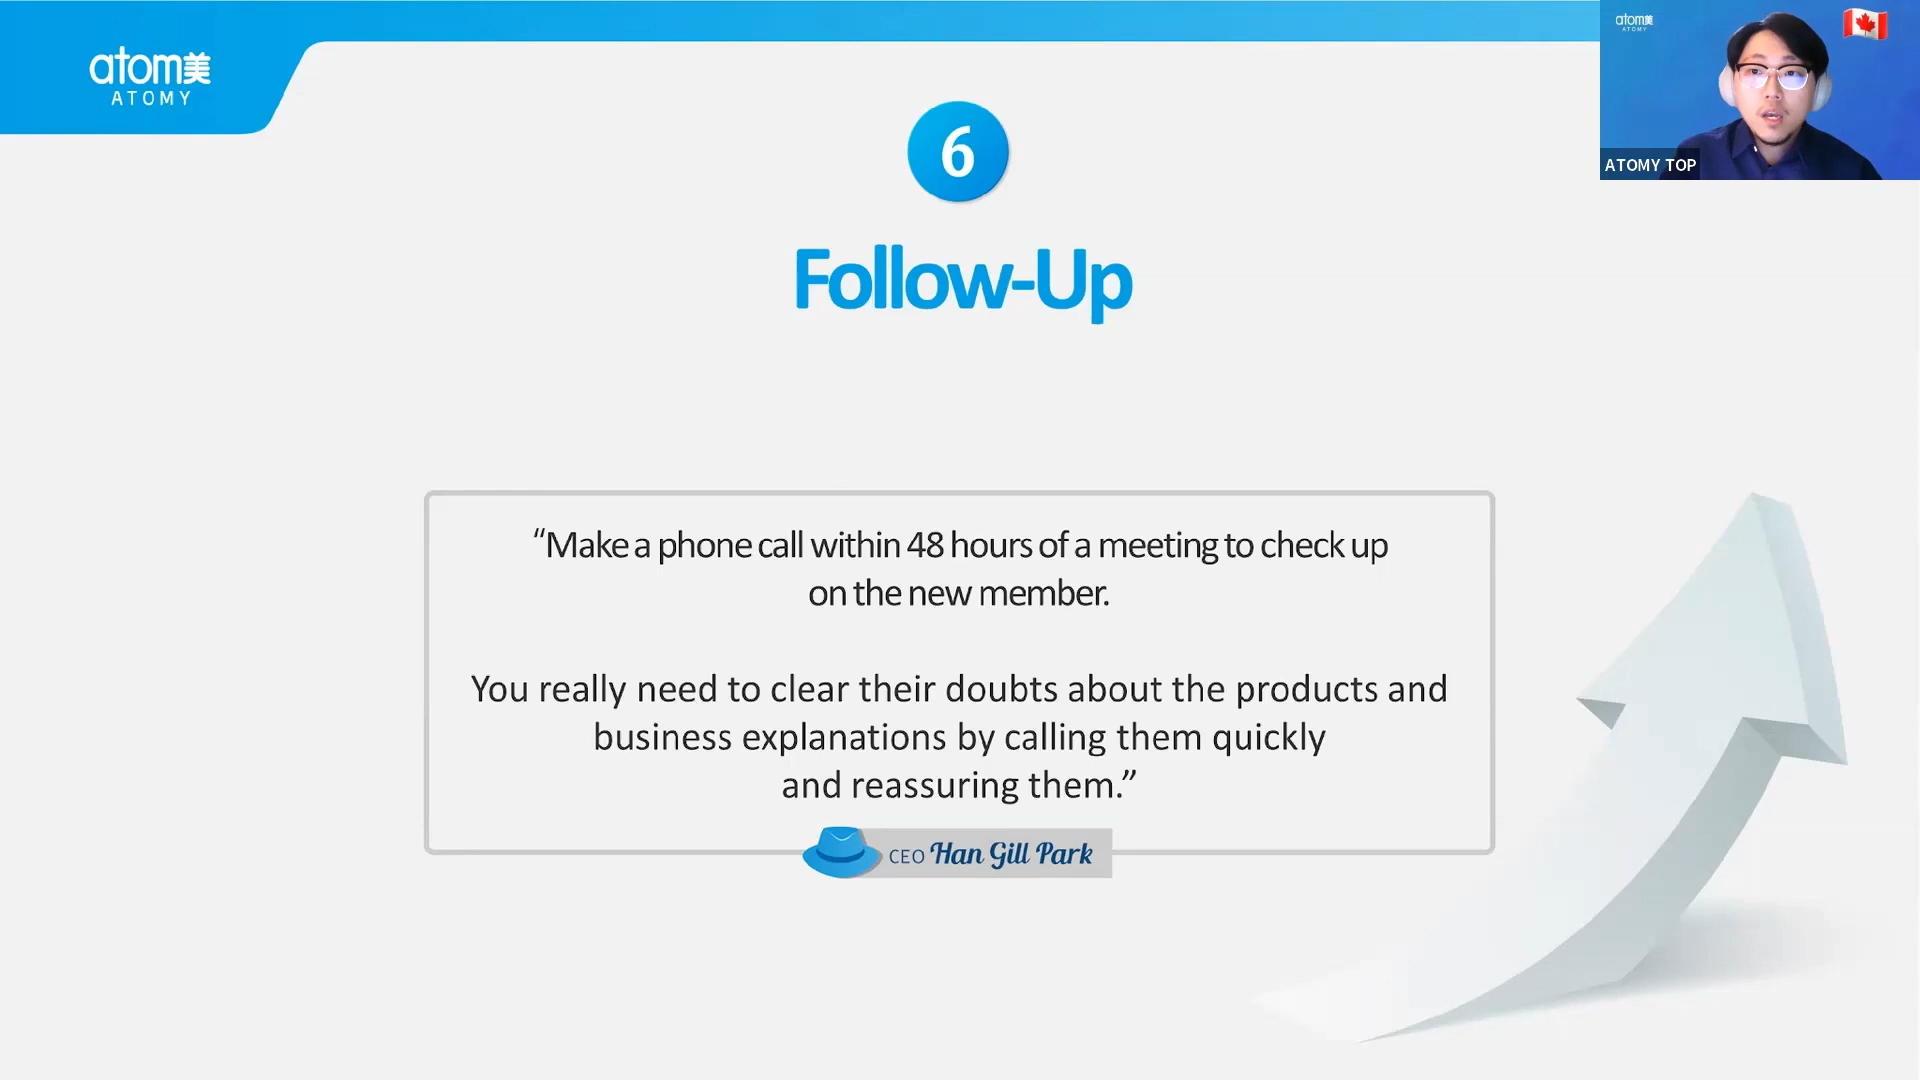 atom美
ATOMY
atom美
ATOMY
ATOMY TOP
6
Follow-Up
“Make a phone call within 48 hours of a meeting to check up
on the new member.
You really need to clear their doubts about the products and
business explanations by calling them quickly
and reassuring them.”
CEO Han Gill Park